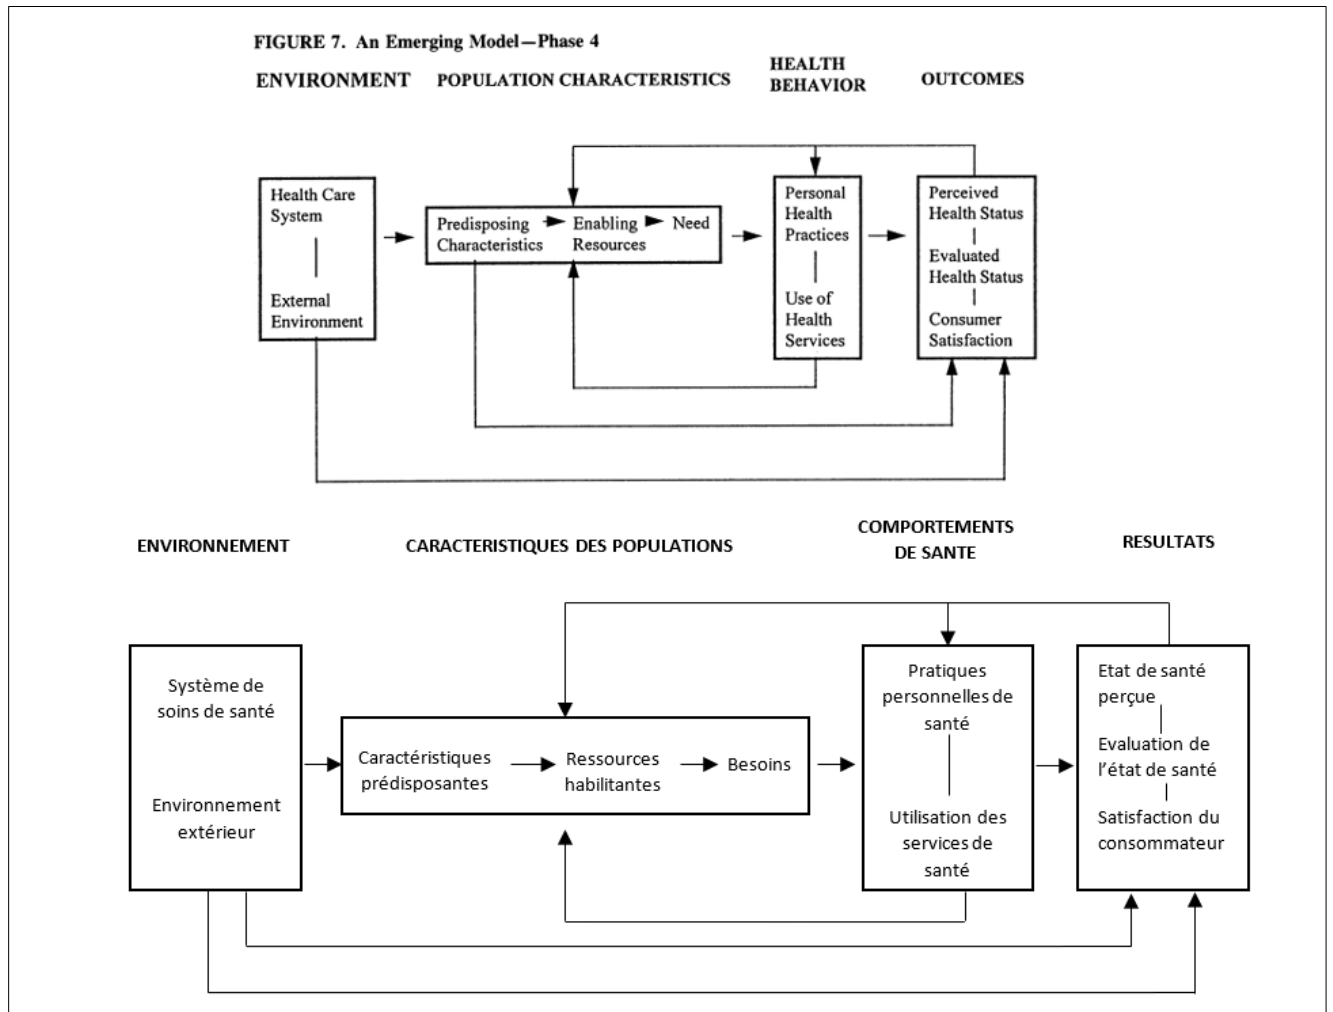 FIGURE 7. An Emerging Model—Phase 4
ENVIRONMENT
POPULATION CHARACTERISTICS
HEALTH
BEHAVIOR
OUTCOMES
Health Care
System
External
Environment
Predisposing
Characteristics
Enabling
Resources
Need
Personal
Health
Practices
Use of
Health
Services
Perceived
Health Status
Evaluated
Health Status
Consumer
Satisfaction
ENVIRONNEMENT
CARACTERISTIQUES DES POPULATIONS
COMPORTEMENTS
DE SANTE
RESULTATS
Système de
soins de santé
Environnement
extérieur
Caractéristiques
prédisposantes
Ressources
habilitantes
Besoins
Pratiques
personnelles de
santé
Utilisation des
services de
santé
Etat de santé
perçue
Evaluation de
l’état de santé
Satisfaction du
consommateur